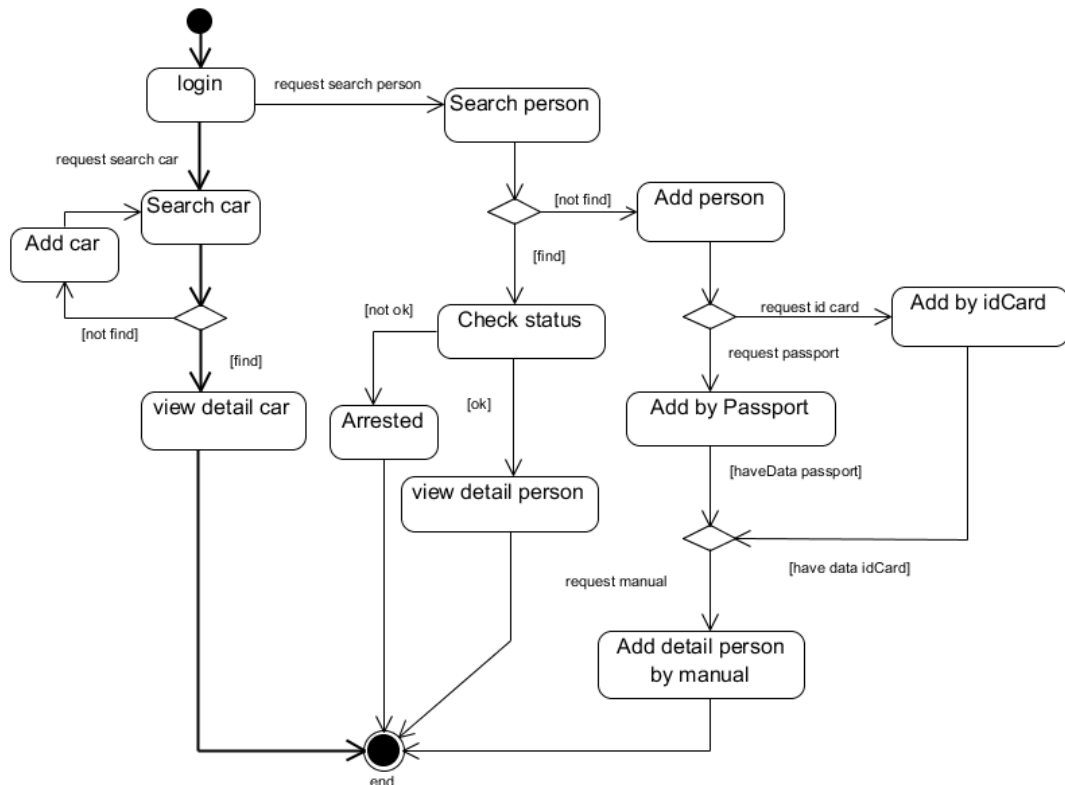 login
request search person
Search person
request search car
Search car
[not find]
Add person
Add car
[find]
request id card
Add by idCard
[not ok]
Check status
[not find]
request passport
[find]
view detail car
Arrested
[ok]
Add by Passport
[haveData passport]
view detail person
[have data idCard]
request manual
Add detail person
by manual
end